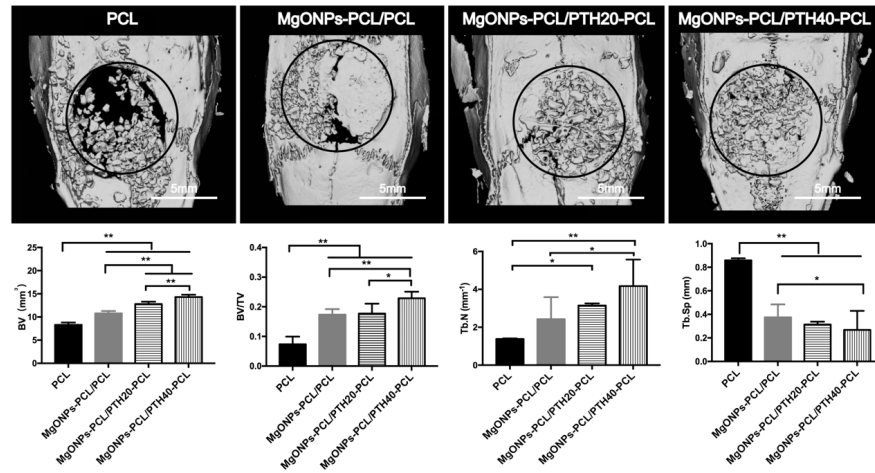 PCL
MgONPs-PCL/PCL
MgONPs-PCL/PTH20-PCL
MgONPs-PCL/PTH40-PCL
5mm
5mm
5mm
5mm
BV (mm³)
20
15
10
5
0
**
**
**
PCL
MgONPs-PCL/PCL
MgONPs-PCL/PTH20-PCL
MgONPs-PCL/PTH40-PCL
BV/TV
0.4
0.3
0.2
0.1
0.0
**
**
*
PCL
MgONPs-PCL/PCL
MgONPs-PCL/PTH20-PCL
MgONPs-PCL/PTH40-PCL
Tb.N (mm⁻¹)
6
4
2
0
**
*
*
PCL
MgONPs-PCL/PCL
MgONPs-PCL/PTH20-PCL
MgONPs-PCL/PTH40-PCL
Tb.Sp (mm)
1.0
0.8
0.6
0.4
0.2
0.0
**
*
PCL
MgONPs-PCL/PCL
MgONPs-PCL/PTH20-PCL
MgONPs-PCL/PTH40-PCL